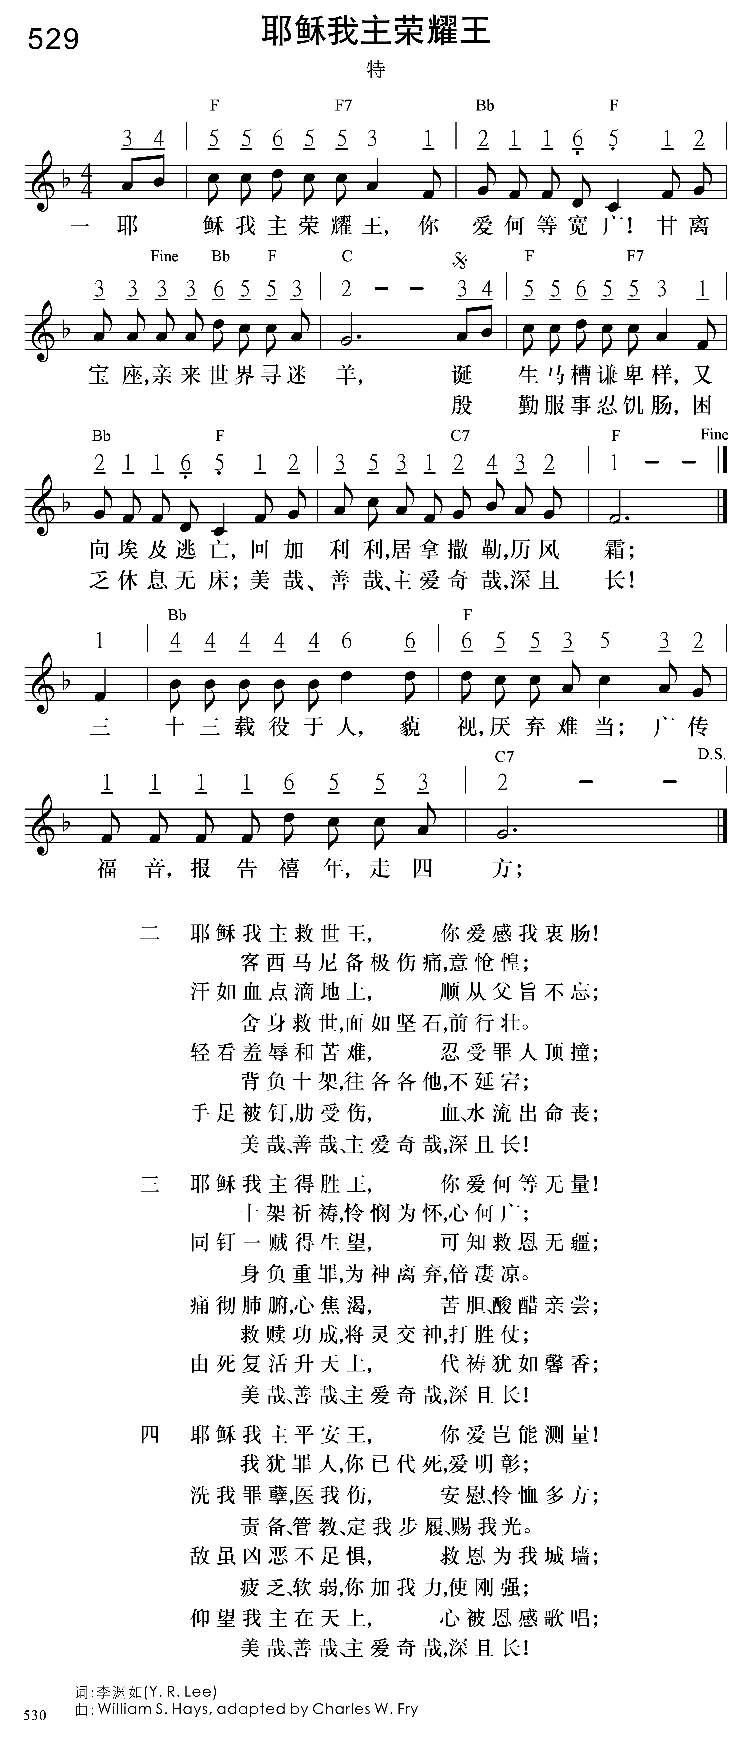 529
耶稣我主荣耀王
特
F F7 Bb F
3 4 | 5 5 6 5 5 3 1 | 2 1 1 6 5 1 2 |
一 耶 稣 我 主 荣 耀 王, 你 爱 何 等 宽 广! 甘 离
Fine Bb F C F F7
3 3 3 3 6 5 5 3 | 2 - - 3 4 | 5 5 6 5 5 3 1 |
宝 座,亲 来 世 界 寻 迷 羊, 诞 生 马 槽 谦 卑 样, 又
殷 勤 服 事 忍 饥 肠, 困
Bb F C7 F Fine
2 1 1 6 5 1 2 | 3 5 3 1 2 4 3 2 | 1 - -
向 埃 及 逃 亡, 回 加 利 利,居 拿 撒 勒,历 风 霜;
乏 休 息 无 床; 美 哉、善 哉、主 爱 奇 哉,深 且 长!
Bb F
1 | 4 4 4 4 4 6 6 | 6 5 5 3 5 3 2 |
三 十 三 载 役 于 人, 藐 视,厌 弃 难 当; 广 传
C7 D.S.
1 1 1 1 6 5 5 3 | 2 - - |
福 音, 报 告 禧 年, 走 四 方;
二 耶稣我主救世王, 你爱感我衷肠!
客西马尼备极伤痛,意怆惶;
汗如血点滴地上, 顺从父旨不忘;
舍身救世,面如坚石,前行壮。
轻看羞辱和苦难, 忍受罪人顶撞;
背负十架,往各各他,不延宕;
手足被钉,肋受伤, 血、水流出命丧;
美哉、善哉、主爱奇哉,深且长!
三 耶稣我主得胜王, 你爱何等无量!
十架祈祷,怜悯为怀,心何广;
同钉一贼得生望, 可知救恩无疆;
身负重罪,为神离弃,倍凄凉。
痛彻肺腑,心焦渴, 苦胆、酸醋亲尝;
救赎功成,将灵交神,打胜仗;
由死复活升天上, 代祷犹如馨香;
美哉、善哉、主爱奇哉,深且长!
四 耶稣我主平安王, 你爱岂能测量!
我犹罪人,你已代死,爱明彰;
洗我罪孽,医我伤, 安慰、怜恤多方;
责备、管教、定我步履、赐我光。
敌虽凶恶不足惧, 救恩为我城墙;
疲乏、软弱,你加我力,使刚强;
仰望我主在天上, 心被恩感歌唱;
美哉、善哉、主爱奇哉,深且长!
词:李渊如(Y. R. Lee)
曲: William S. Hays, adapted by Charles W. Fry
530